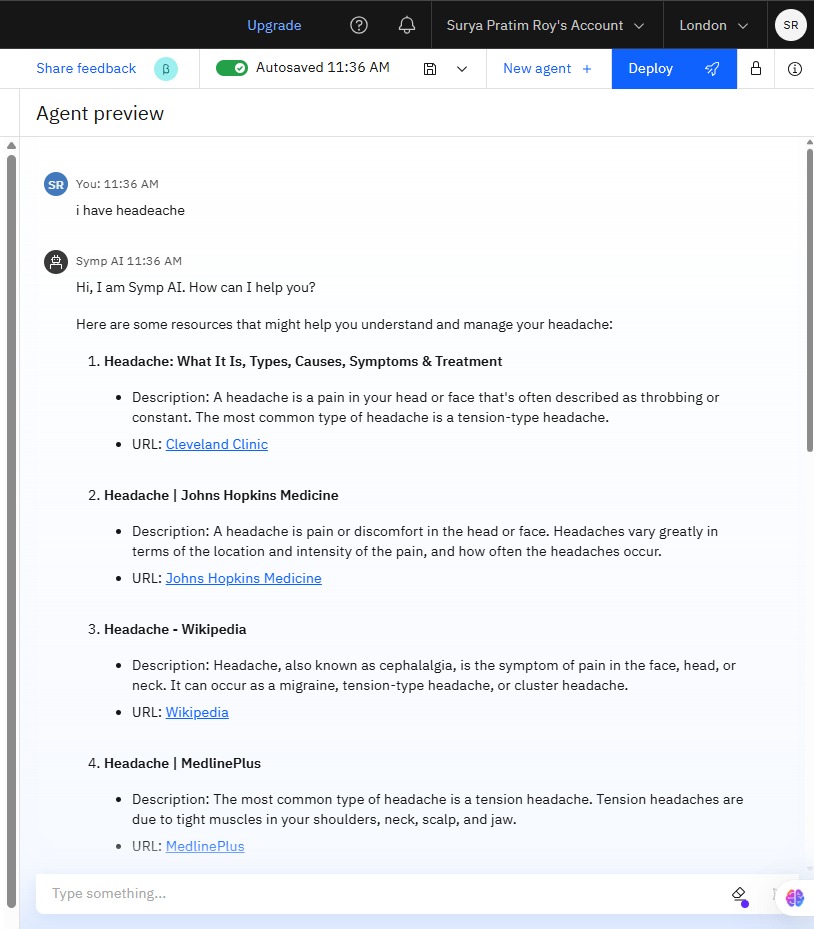 Upgrade
Surya Pratim Roy's Account
London
SR
Share feedback β
Autosaved 11:36 AM
New agent +
Deploy
Agent preview
SR You: 11:36 AM
i have headeache
Symp AI 11:36 AM
Hi, I am Symp AI. How can I help you?
Here are some resources that might help you understand and manage your headache:
1. Headache: What It Is, Types, Causes, Symptoms & Treatment
• Description: A headache is a pain in your head or face that's often described as throbbing or
constant. The most common type of headache is a tension-type headache.
• URL: Cleveland Clinic
2. Headache | Johns Hopkins Medicine
• Description: A headache is pain or discomfort in the head or face. Headaches vary greatly in
terms of the location and intensity of the pain, and how often the headaches occur.
• URL: Johns Hopkins Medicine
3. Headache - Wikipedia
• Description: Headache, also known as cephalalgia, is the symptom of pain in the face, head, or
neck. It can occur as a migraine, tension-type headache, or cluster headache.
• URL: Wikipedia
4. Headache | MedlinePlus
• Description: The most common type of headache is a tension headache. Tension headaches are
due to tight muscles in your shoulders, neck, scalp, and jaw.
• URL: MedlinePlus
Type something...